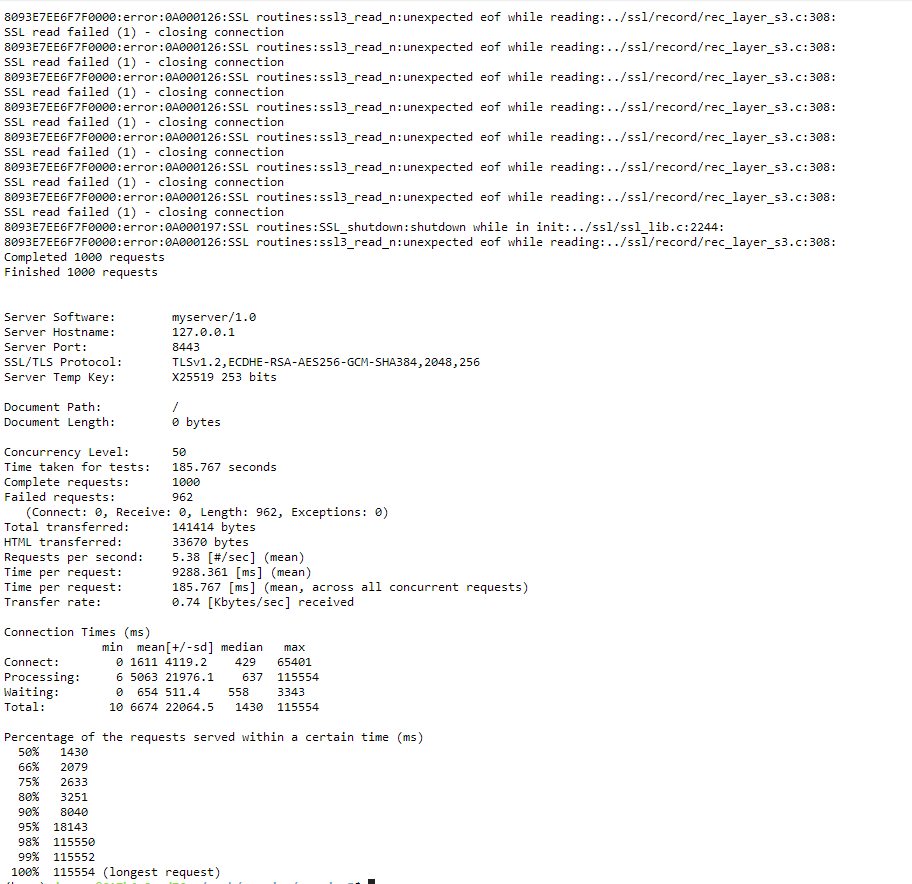 8093E7EE6F7F0000:error:0A000126:SSL routines:ssl3_read_n:unexpected eof while reading:../ssl/record/rec_layer_s3.c:308:
SSL read failed (1) - closing connection
8093E7EE6F7F0000:error:0A000126:SSL routines:ssl3_read_n:unexpected eof while reading:../ssl/record/rec_layer_s3.c:308:
SSL read failed (1) - closing connection
8093E7EE6F7F0000:error:0A000126:SSL routines:ssl3_read_n:unexpected eof while reading:../ssl/record/rec_layer_s3.c:308:
SSL read failed (1) - closing connection
8093E7EE6F7F0000:error:0A000126:SSL routines:ssl3_read_n:unexpected eof while reading:../ssl/record/rec_layer_s3.c:308:
SSL read failed (1) - closing connection
8093E7EE6F7F0000:error:0A000126:SSL routines:ssl3_read_n:unexpected eof while reading:../ssl/record/rec_layer_s3.c:308:
SSL read failed (1) - closing connection
8093E7EE6F7F0000:error:0A000126:SSL routines:ssl3_read_n:unexpected eof while reading:../ssl/record/rec_layer_s3.c:308:
SSL read failed (1) - closing connection
8093E7EE6F7F0000:error:0A000126:SSL routines:ssl3_read_n:unexpected eof while reading:../ssl/record/rec_layer_s3.c:308:
SSL read failed (1) - closing connection
8093E7EE6F7F0000:error:0A000197:SSL routines:SSL_shutdown:shutdown while in init:../ssl/ssl_lib.c:2244:
8093E7EE6F7F0000:error:0A000126:SSL routines:ssl3_read_n:unexpected eof while reading:../ssl/record/rec_layer_s3.c:308:
Completed 1000 requests
Finished 1000 requests
Server Software:        myserver/1.0
Server Hostname:        127.0.0.1
Server Port:            8443
SSL/TLS Protocol:       TLSv1.2,ECDHE-RSA-AES256-GCM-SHA384,2048,256
Server Temp Key:        X25519 253 bits
Document Path:          /
Document Length:        0 bytes
Concurrency Level:      50
Time taken for tests:   185.767 seconds
Complete requests:      1000
Failed requests:        962
   (Connect: 0, Receive: 0, Length: 962, Exceptions: 0)
Total transferred:      141414 bytes
HTML transferred:       33670 bytes
Requests per second:    5.38 [#/sec] (mean)
Time per request:       9288.361 [ms] (mean)
Time per request:       185.767 [ms] (mean, across all concurrent requests)
Transfer rate:          0.74 [Kbytes/sec] received
Connection Times (ms)
              min  mean[+/-sd] median   max
Connect:        0 1611 4119.2    429   65401
Processing:     6 5063 21976.1    637  115554
Waiting:        0  654 511.4    558    3343
Total:         10 6674 22064.5   1430  115554
Percentage of the requests served within a certain time (ms)
  50%   1430
  66%   2079
  75%   2633
  80%   3251
  90%   8040
  95%  18143
  98%  115550
  99%  115552
 100%  115554 (longest request)